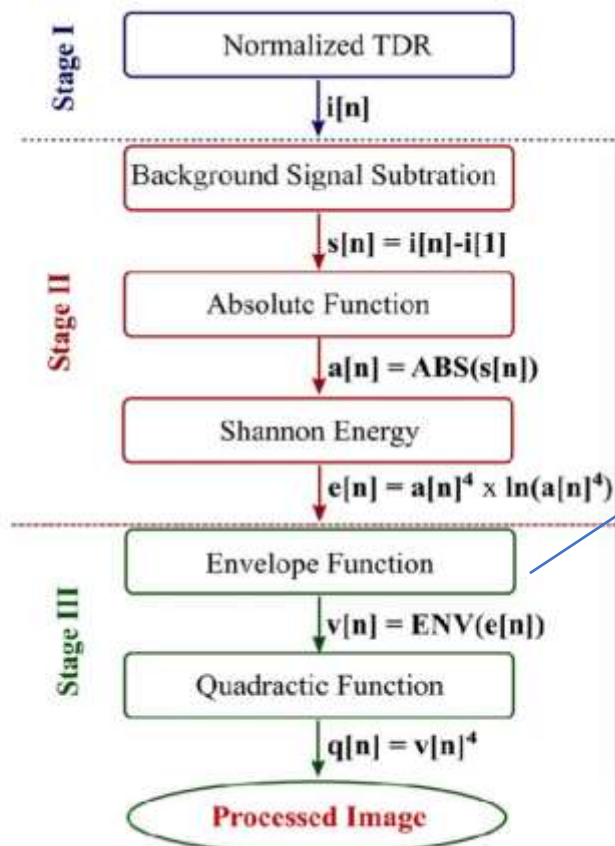 Stage I
Normalized TDR
i[n]
Stage II
Background Signal Subtration
s[n] = i[n]-i[1]
Absolute Function
a[n] = ABS(s[n])
Shannon Energy
e[n] = a[n]⁴ x ln(a[n]⁴)
Stage III
Envelope Function
v[n] = ENV(e[n])
Quadractic Function
q[n] = v[n]⁴
Processed Image